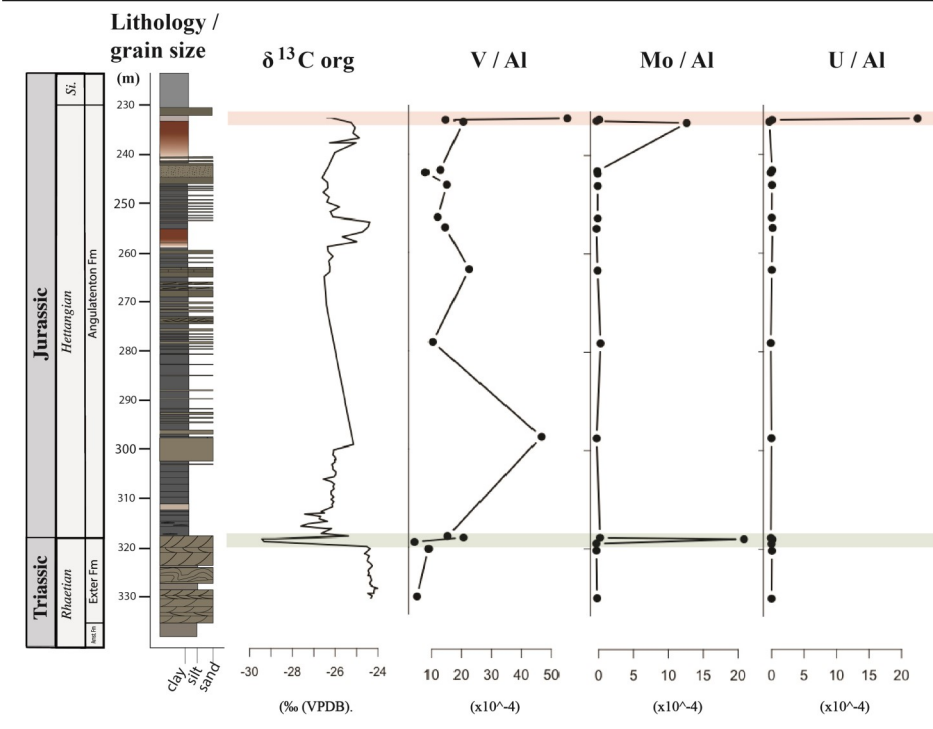 Lithology /
grain size
δ ¹³C org
V / Al
Mo / Al
U / Al
(m)
Jurassic
Triassic
Si.
Hettangian
Rhaetian
Angulatenton Fm
Exter Fm
230
240
250
260
270
280
290
300
310
320
330
clay
silt
sand
-30 -28 -26 -24
10 20 30 50
0 5 10 15 20
0 5 10 15 20
(‰ (VPDB).
(x10^-4)
(x10^-4)
(x10^-4)